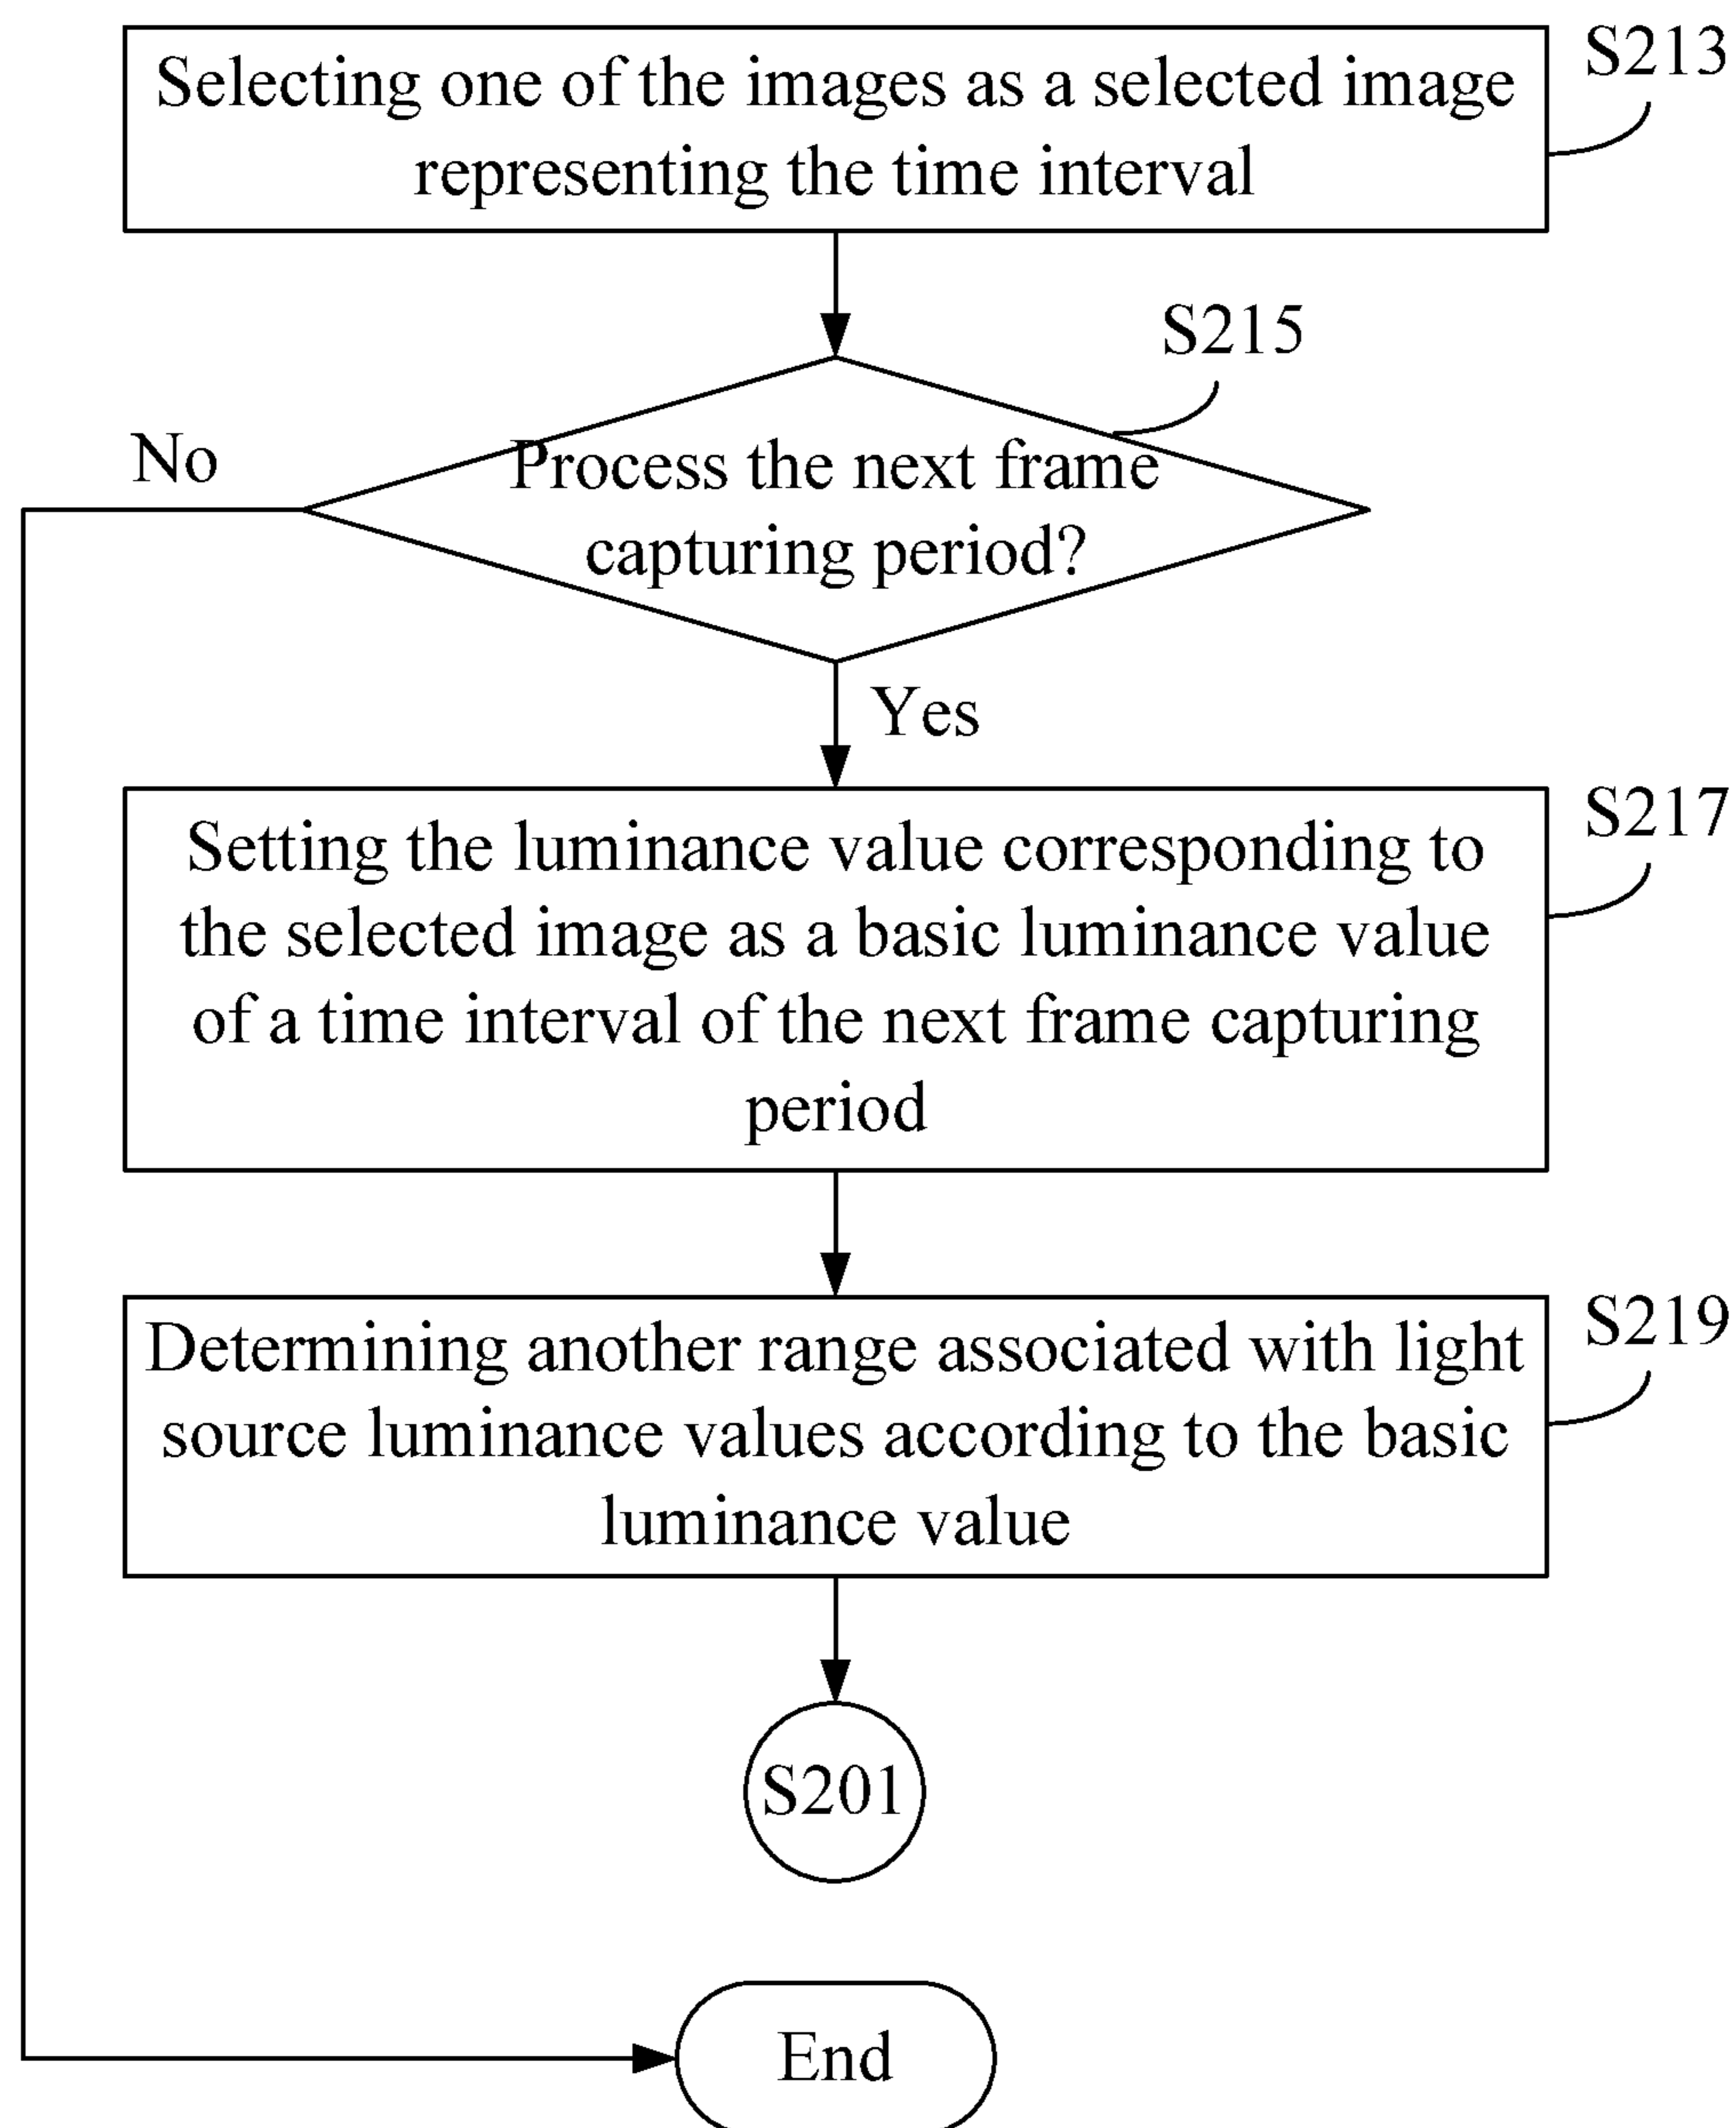 S213
Selecting one of the images as a selected image
representing the time interval
S215
No
Process the next frame
capturing period?
Yes
S217
Setting the luminance value corresponding to
the selected image as a basic luminance value
of a time interval of the next frame capturing
period
S219
Determining another range associated with light
source luminance values according to the basic
luminance value
S201
End